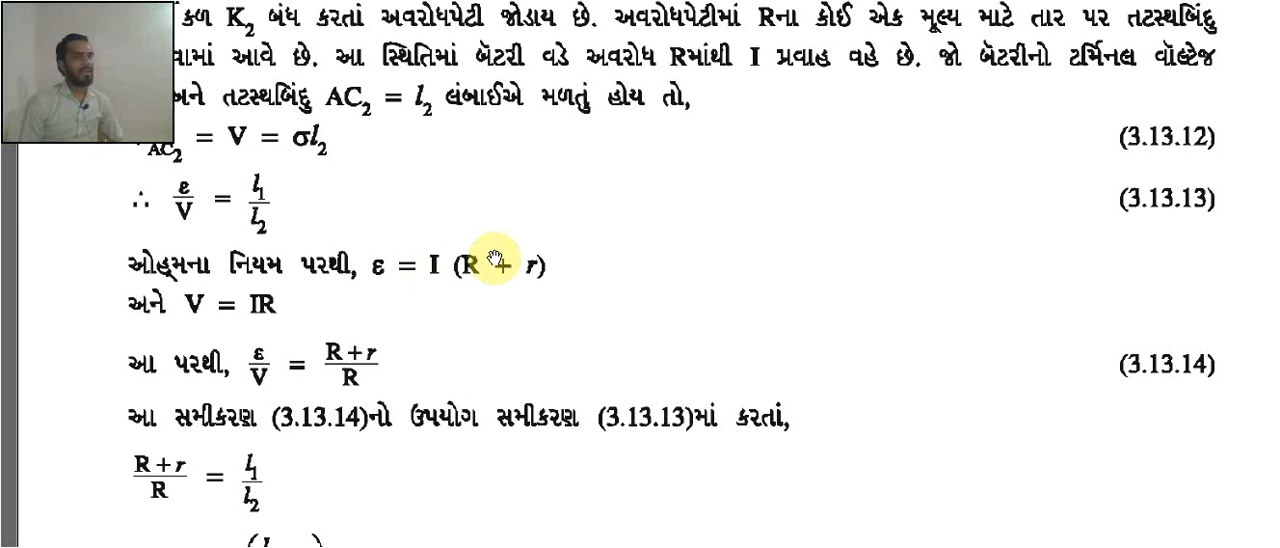 કળ K₂ બંધ કરતાં અવરોધપેટી જોડાય છે. અવરોધપેટીમાં Rના કોઈ એક મૂલ્ય માટે તાર પર તટસ્થબિંદુ
આવે છે. આ સ્થિતિમાં બૅટરી વડે અવરોધ Rમાંથી I પ્રવાહ વહે છે. જો બૅટરીનો ટર્મિનલ વૉલ્ટેજ
અને તટસ્થબિંદુ AC₂ = l₂ લંબાઈએ મળતું હોય તો,
AC₂ = V = σl₂ (3.13.12)
∴ ε/V = l₁/l₂ (3.13.13)
ઓહ્મના નિયમ પરથી, ε = I (R + r)
અને V = IR
આ પરથી, ε/V = R+r/R (3.13.14)
આ સમીકરણ (3.13.14)નો ઉપયોગ સમીકરણ (3.13.13)માં કરતાં,
R+r/R = l₁/l₂